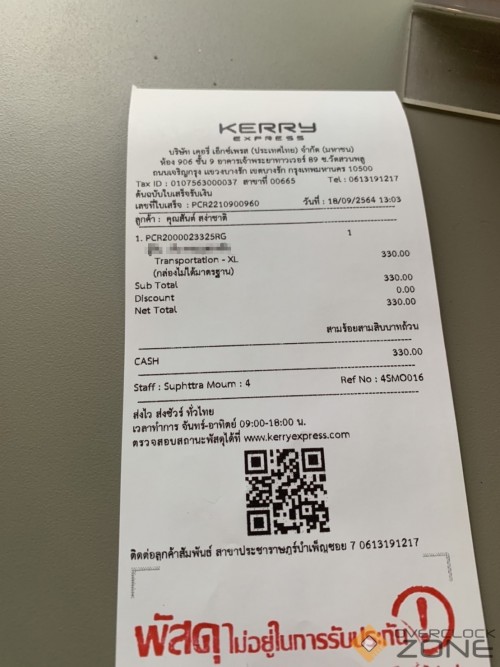 KERRY
EXPRESS
บริษัท เคอรี่ เอ็กซ์เพรส (ประเทศไทย) จำกัด (มหาชน)
ห้อง 906 ชั้น 9 อาคารเจ้าพระยาทาวเวอร์ 89 ซ.วัดสวนพลู
ถนนเจริญกรุง แขวงบางรัก เขตบางรัก กรุงเทพมหานคร 10500
Tax ID : 0107563000037 สาขาที่ 00665 Tel : 0613191217
ต้นฉบับใบเสร็จรับเงิน
เลขที่ใบเสร็จ : PCR2210900960 วันที่ : 18/09/2564 13:03
ลูกค้า : คุณสันต์ สง่าชาติ
1. PCR2000023325RG 1
Transportation - XL 330.00
(กล่องไม่ได้มาตรฐาน)
Sub Total 330.00
Discount 0.00
Net Total 330.00
สามร้อยสามสิบบาทถ้วน
CASH 330.00
Staff : Suphttra Moum : 4 Ref No : 4SMO016
ส่งไว ส่งชัวร์ ทั่วไทย
เวลาทำการ จันทร์-อาทิตย์ 09:00-18:00 น.
ตรวจสอบสถานะพัสดุได้ที่ www.kerryexpress.com
ติดต่อลูกค้าสัมพันธ์ สาขาประชาราษฎร์บำเพ็ญซอย 7 0613191217
พัสดุ ไม่อยู่ในการรับประกัน !
OVERCLOCK
ZONE